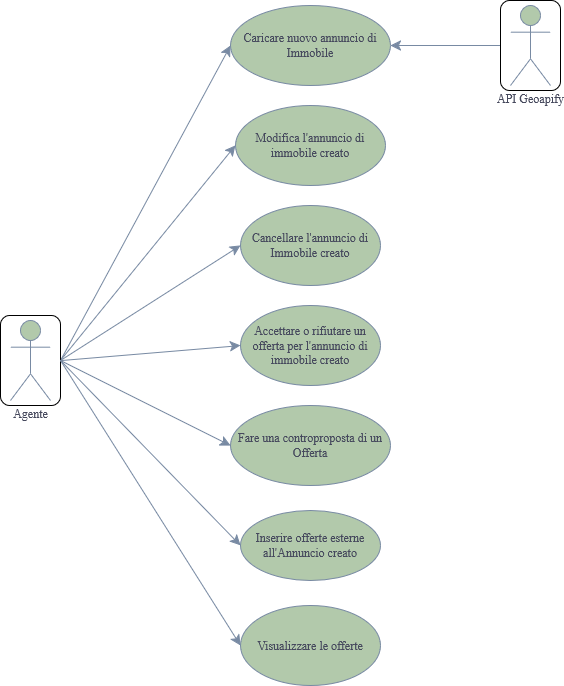 Caricare nuovo annuncio di
Immobile
API Geoapify
Modifica l'annuncio di
immobile creato
Cancellare l'annuncio di
Immobile creato
Accettare o rifiutare un
offerta per l'annuncio di
immobile creato
Agente
Fare una controproposta di un
Offerta
Inserire offerte esterne
all'Annuncio creato
Visualizzare le offerte